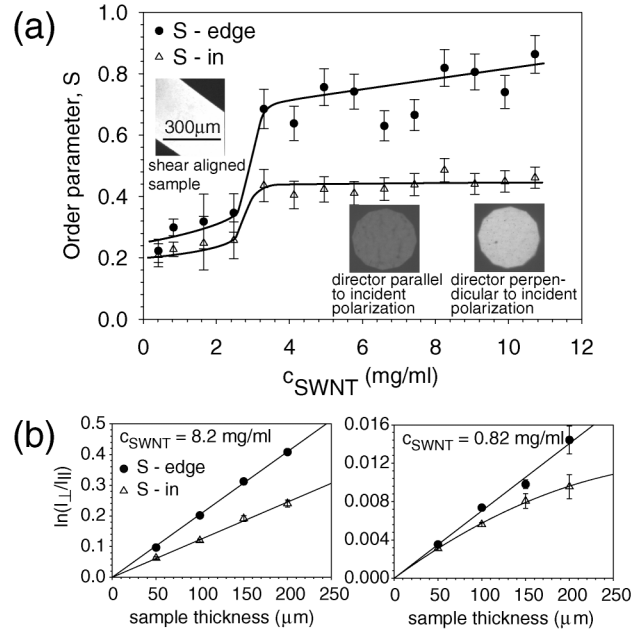 (a)
S - edge
S - in
Order parameter, S
1.0
0.8
0.6
0.4
0.2
0.0
300μm
shear aligned
sample
director parallel
to incident
polarization
director perpen-
dicular to incident
polarization
0 2 4 6 8 10 12
cSWNT (mg/ml)
(b)
ln(I⊥/I||)
0.5
0.4
0.3
0.2
0.1
0.0
cSWNT = 8.2 mg/ml
S - edge
S - in
0 50 100 150 200 250
sample thickness (μm)
0.016
0.012
0.008
0.004
0.000
cSWNT = 0.82 mg/ml
0 50 100 150 200 250
sample thickness (μm)